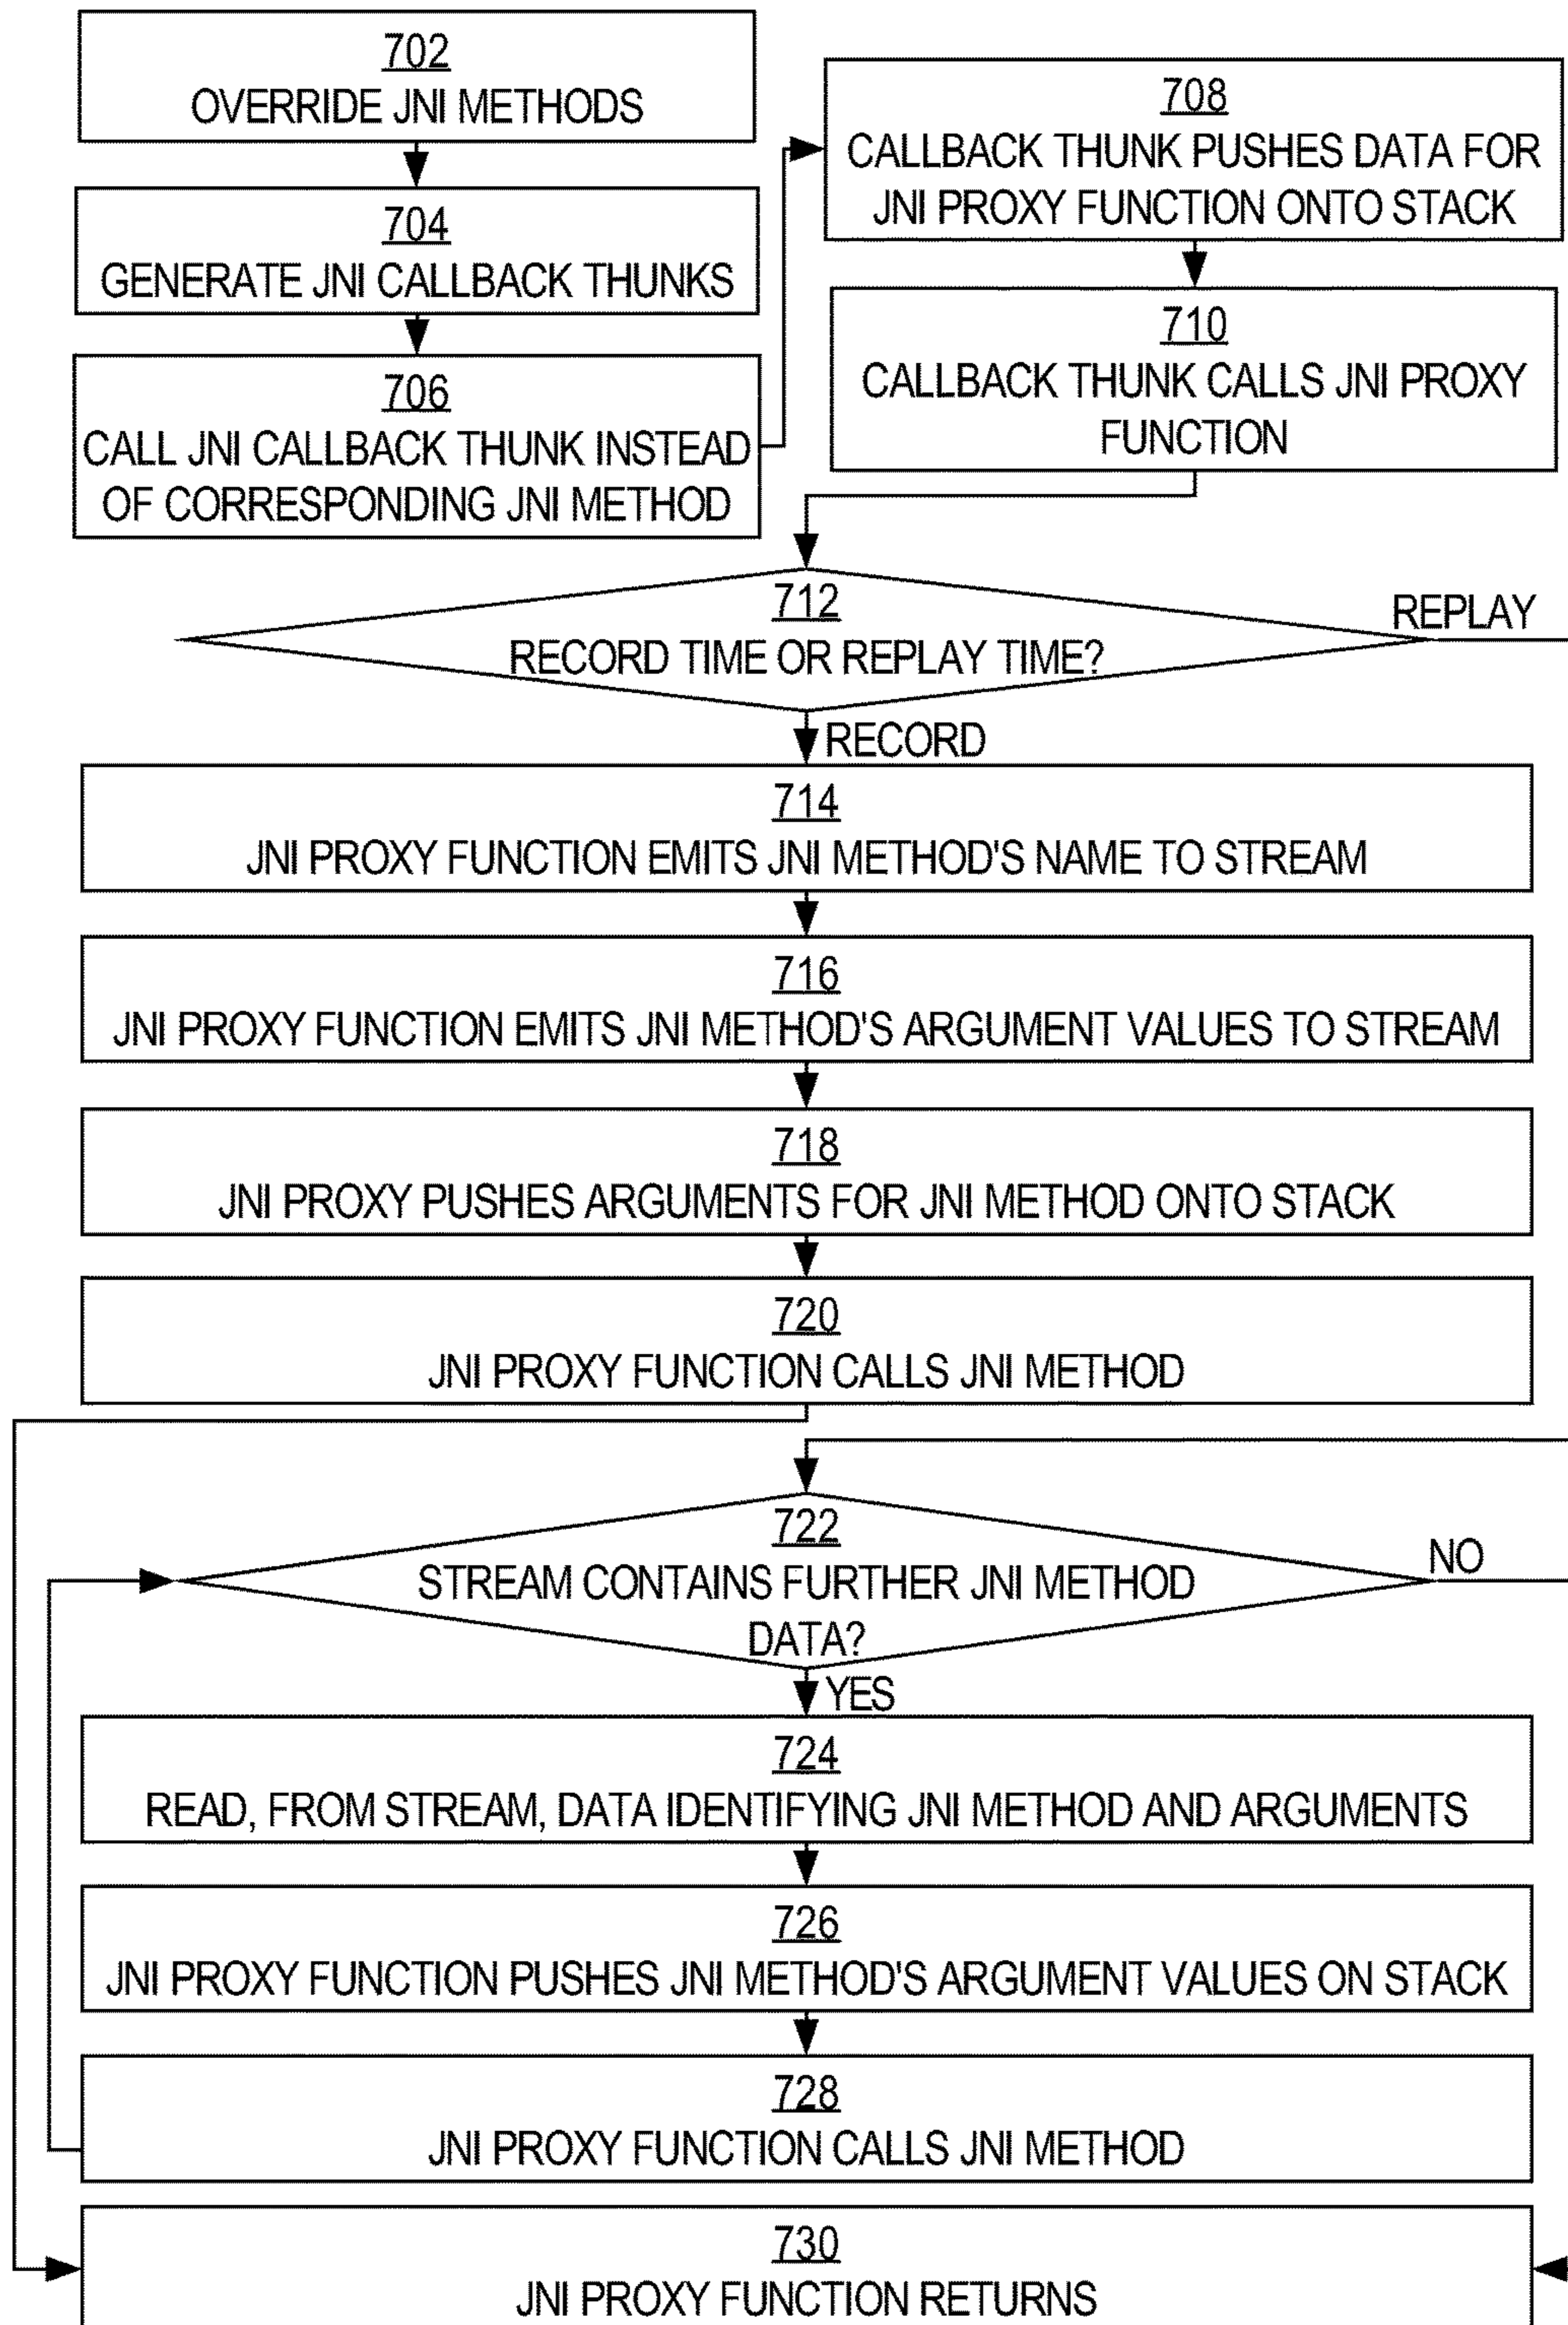 702
OVERRIDE JNI METHODS
704
GENERATE JNI CALLBACK THUNKS
706
CALL JNI CALLBACK THUNK INSTEAD
OF CORRESPONDING JNI METHOD
708
CALLBACK THUNK PUSHES DATA FOR
JNI PROXY FUNCTION ONTO STACK
710
CALLBACK THUNK CALLS JNI PROXY
FUNCTION
712
RECORD TIME OR REPLAY TIME?
REPLAY
RECORD
714
JNI PROXY FUNCTION EMITS JNI METHOD'S NAME TO STREAM
716
JNI PROXY FUNCTION EMITS JNI METHOD'S ARGUMENT VALUES TO STREAM
718
JNI PROXY PUSHES ARGUMENTS FOR JNI METHOD ONTO STACK
720
JNI PROXY FUNCTION CALLS JNI METHOD
722
STREAM CONTAINS FURTHER JNI METHOD
DATA?
NO
YES
724
READ, FROM STREAM, DATA IDENTIFYING JNI METHOD AND ARGUMENTS
726
JNI PROXY FUNCTION PUSHES JNI METHOD'S ARGUMENT VALUES ON STACK
728
JNI PROXY FUNCTION CALLS JNI METHOD
730
JNI PROXY FUNCTION RETURNS